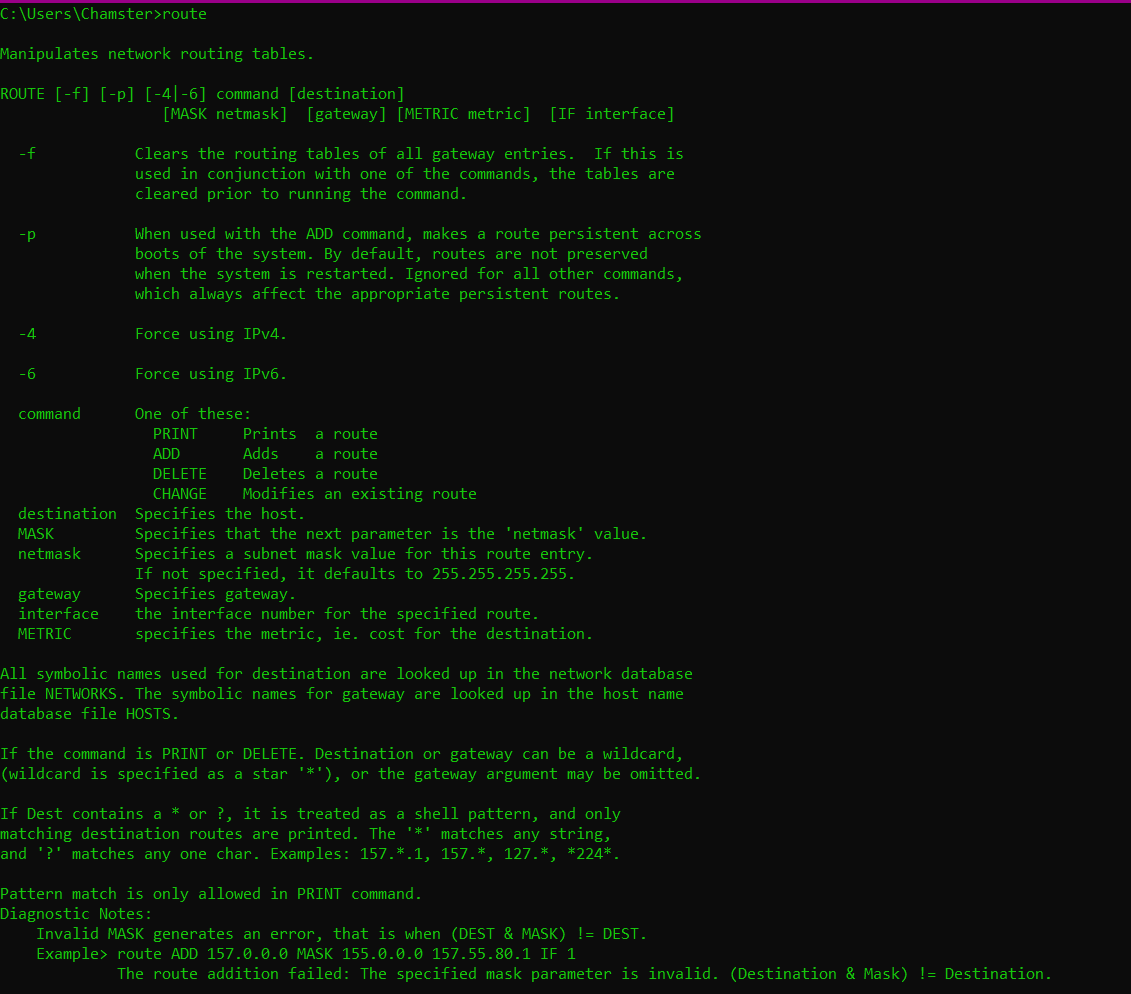 C:\Users\Chamster>route
Manipulates network routing tables.
ROUTE [-f] [-p] [-4|-6] command [destination]
                  [MASK netmask]  [gateway] [METRIC metric]  [IF interface]
  -f           Clears the routing tables of all gateway entries.  If this is
               used in conjunction with one of the commands, the tables are
               cleared prior to running the command.
  -p           When used with the ADD command, makes a route persistent across
               boots of the system. By default, routes are not preserved
               when the system is restarted. Ignored for all other commands,
               which always affect the appropriate persistent routes.
  -4           Force using IPv4.
  -6           Force using IPv6.
  command      One of these:
                 PRINT     Prints  a route
                 ADD       Adds    a route
                 DELETE    Deletes a route
                 CHANGE    Modifies an existing route
  destination  Specifies the host.
  MASK         Specifies that the next parameter is the 'netmask' value.
  netmask      Specifies a subnet mask value for this route entry.
               If not specified, it defaults to 255.255.255.255.
  gateway      Specifies gateway.
  interface    the interface number for the specified route.
  METRIC       specifies the metric, ie. cost for the destination.
All symbolic names used for destination are looked up in the network database
file NETWORKS. The symbolic names for gateway are looked up in the host name
database file HOSTS.
If the command is PRINT or DELETE. Destination or gateway can be a wildcard,
(wildcard is specified as a star '*'), or the gateway argument may be omitted.
If Dest contains a * or ?, it is treated as a shell pattern, and only
matching destination routes are printed. The '*' matches any string,
and '?' matches any one char. Examples: 157.*.1, 157.*, 127.*, *224*.
Pattern match is only allowed in PRINT command.
Diagnostic Notes:
    Invalid MASK generates an error, that is when (DEST & MASK) != DEST.
    Example> route ADD 157.0.0.0 MASK 155.0.0.0 157.55.80.1 IF 1
             The route addition failed: The specified mask parameter is invalid. (Destination & Mask) != Destination.